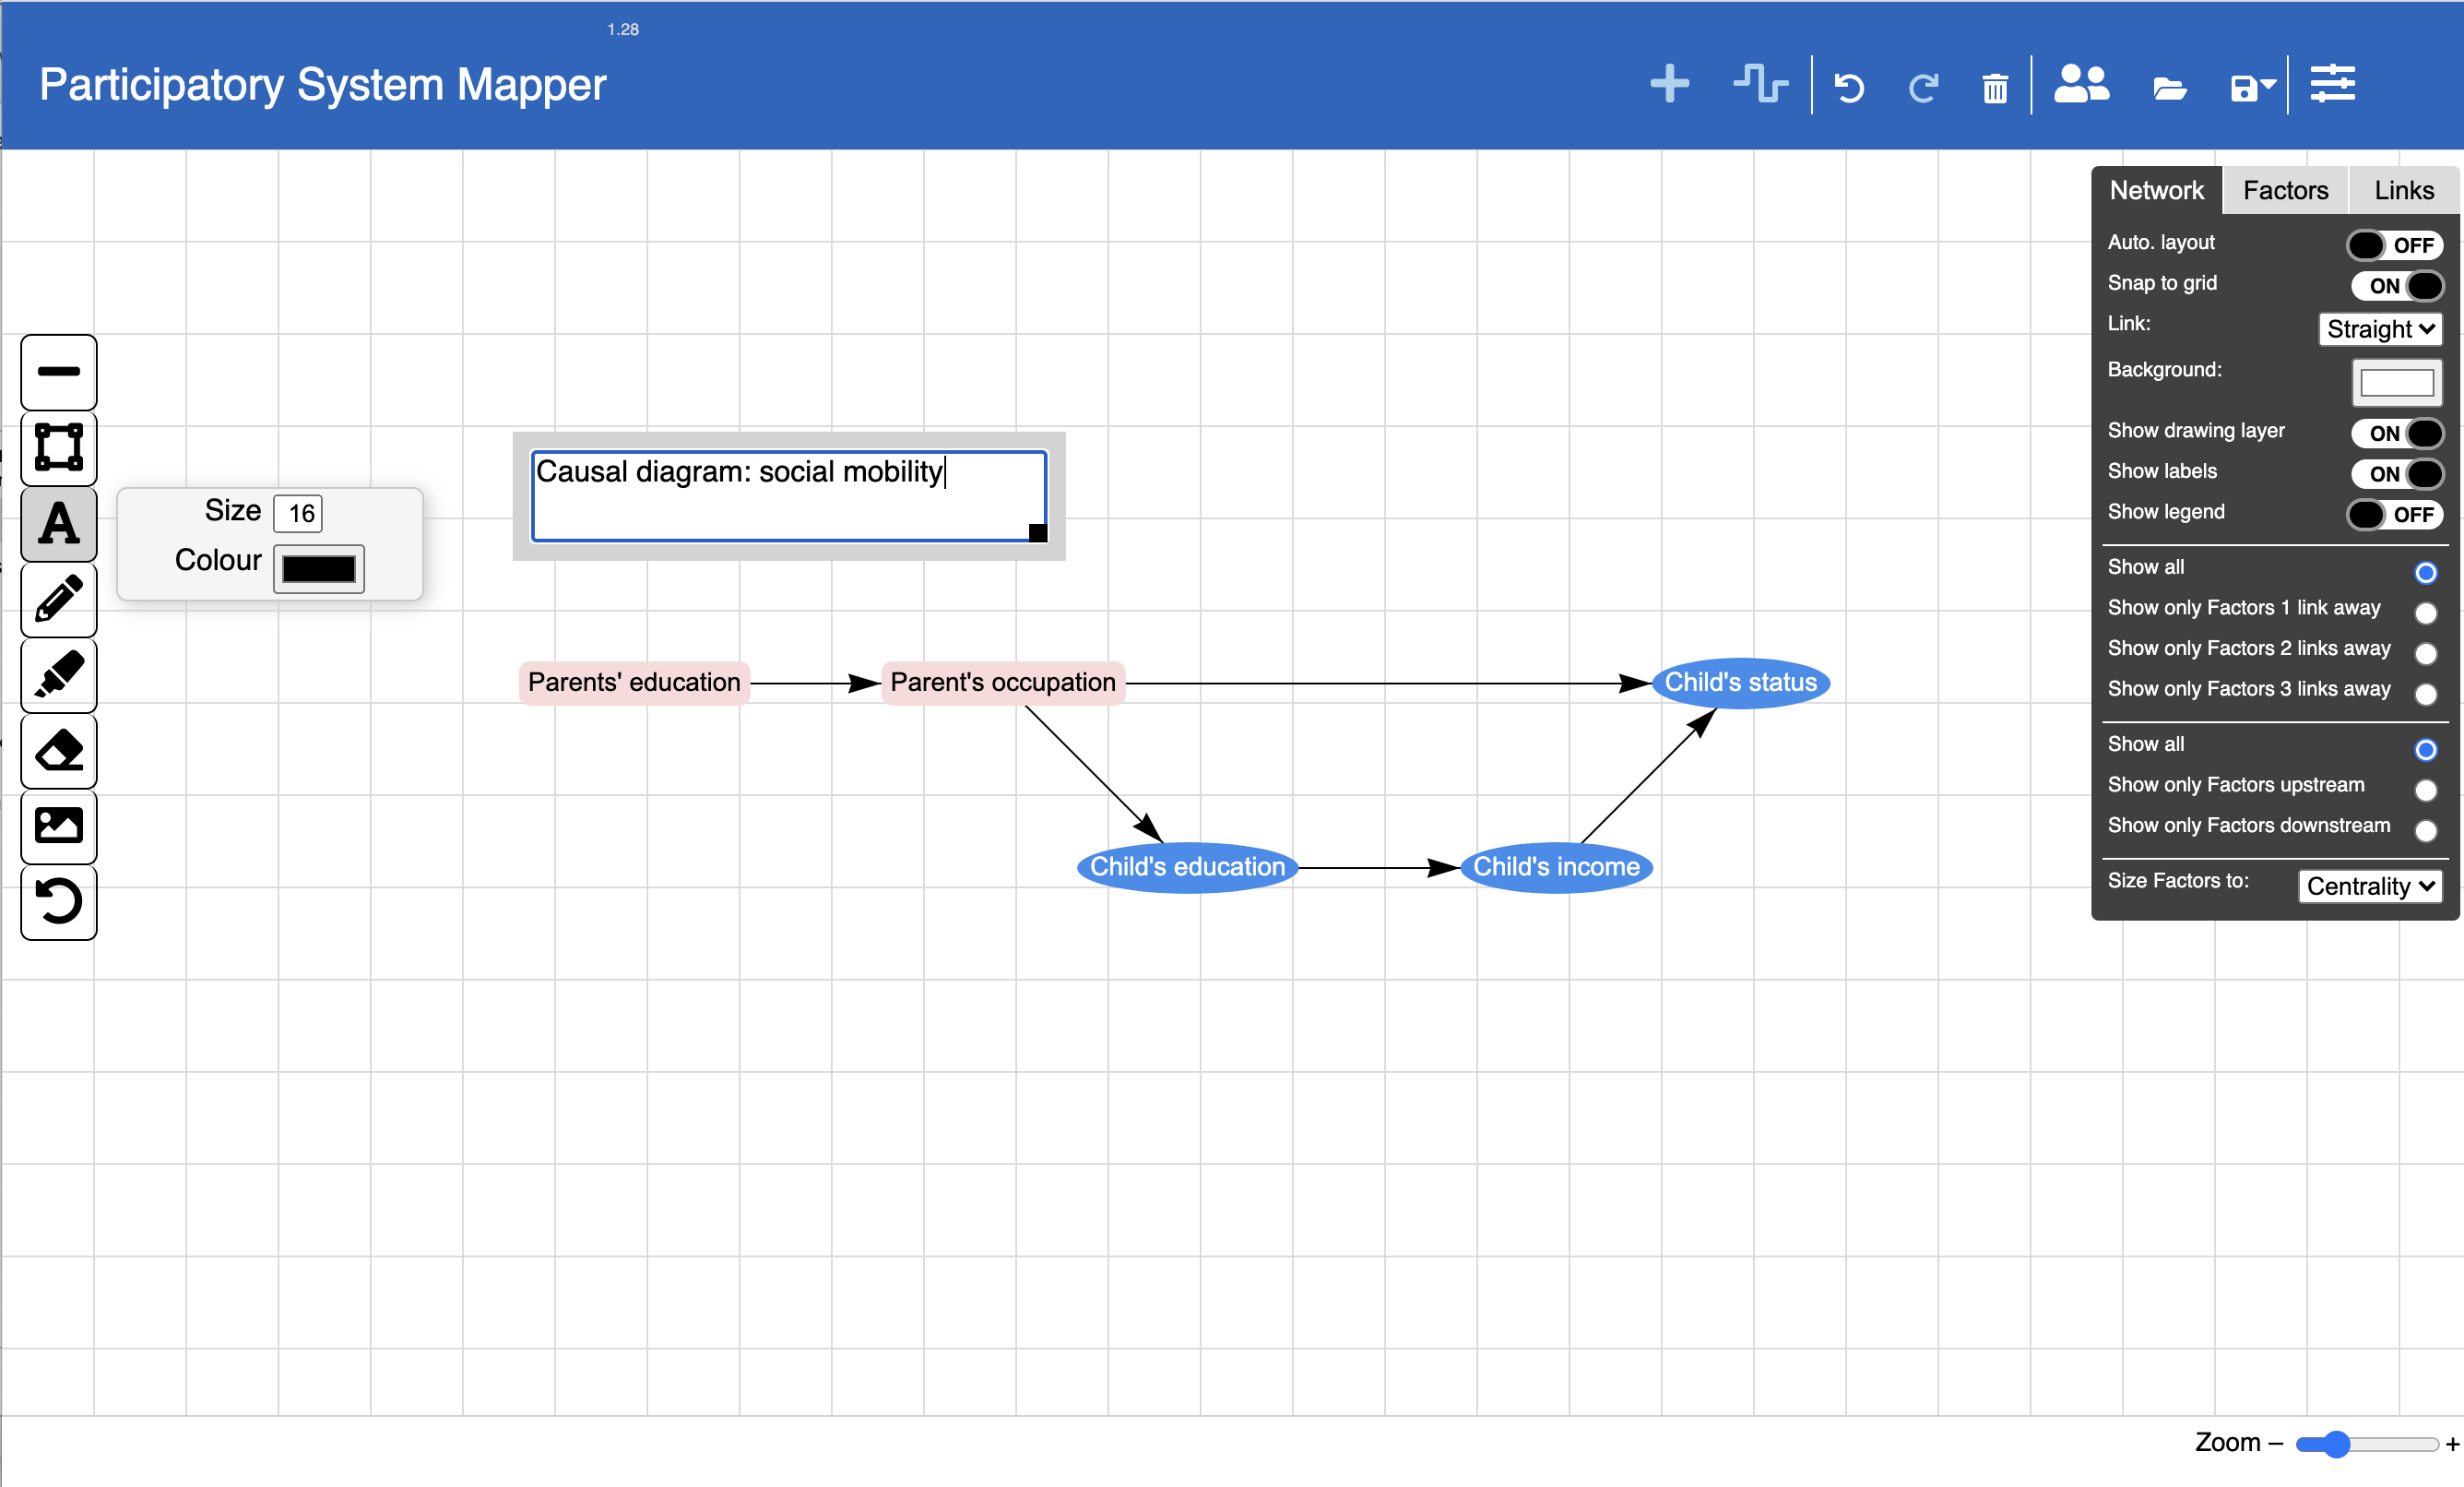 1.28
Participatory System Mapper
Network Factors Links
Auto. layout OFF
Snap to grid ON
Link: Straight
Background:
Show drawing layer ON
Show labels ON
Show legend OFF
Show all
Show only Factors 1 link away
Show only Factors 2 links away
Show only Factors 3 links away
Show all
Show only Factors upstream
Show only Factors downstream
Size Factors to: Centrality
A
Size 16
Colour
Causal diagram: social mobility
Parents' education Parent's occupation Child's status
Child's education Child's income
Zoom – +